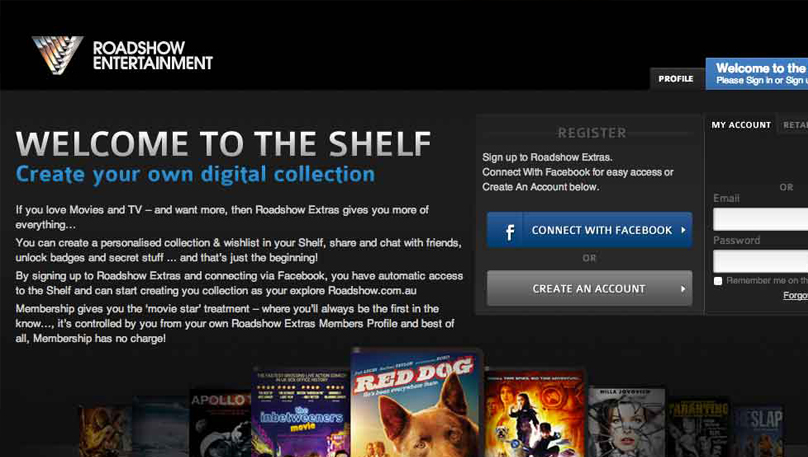 ROADSHOW
ENTERTAINMENT
PROFILE
Welcome to the
Please Sign in or Sign
WELCOME TO THE SHELF
Create your own digital collection
If you love Movies and TV – and want more, then Roadshow Extras gives you more of
everything...
You can create a personalised collection & wishlist in your Shelf, share and chat with friends,
unlock badges and secret stuff ... and that's just the beginning!
By signing up to Roadshow Extras and connecting via Facebook, you have automatic access
to the Shelf and can start creating you collection as your explore Roadshow.com.au
Membership gives you the 'movie star' treatment – where you'll always be the first in the
know..., it's controlled by you from your own Roadshow Extras Members Profile and best of
all, Membership has no charge!
REGISTER
Sign up to Roadshow Extras.
Connect With Facebook for easy access or
Create An Account below.
f CONNECT WITH FACEBOOK
OR
CREATE AN ACCOUNT
MY ACCOUNT RETA
OR
Email
Password
Remember me on th
Forgo
APOLLO
the
inbetweeners
movie
RED DOG
He's been everywhere mate.
MILLA JOVOVICH
TARANTINO
THE SLAP